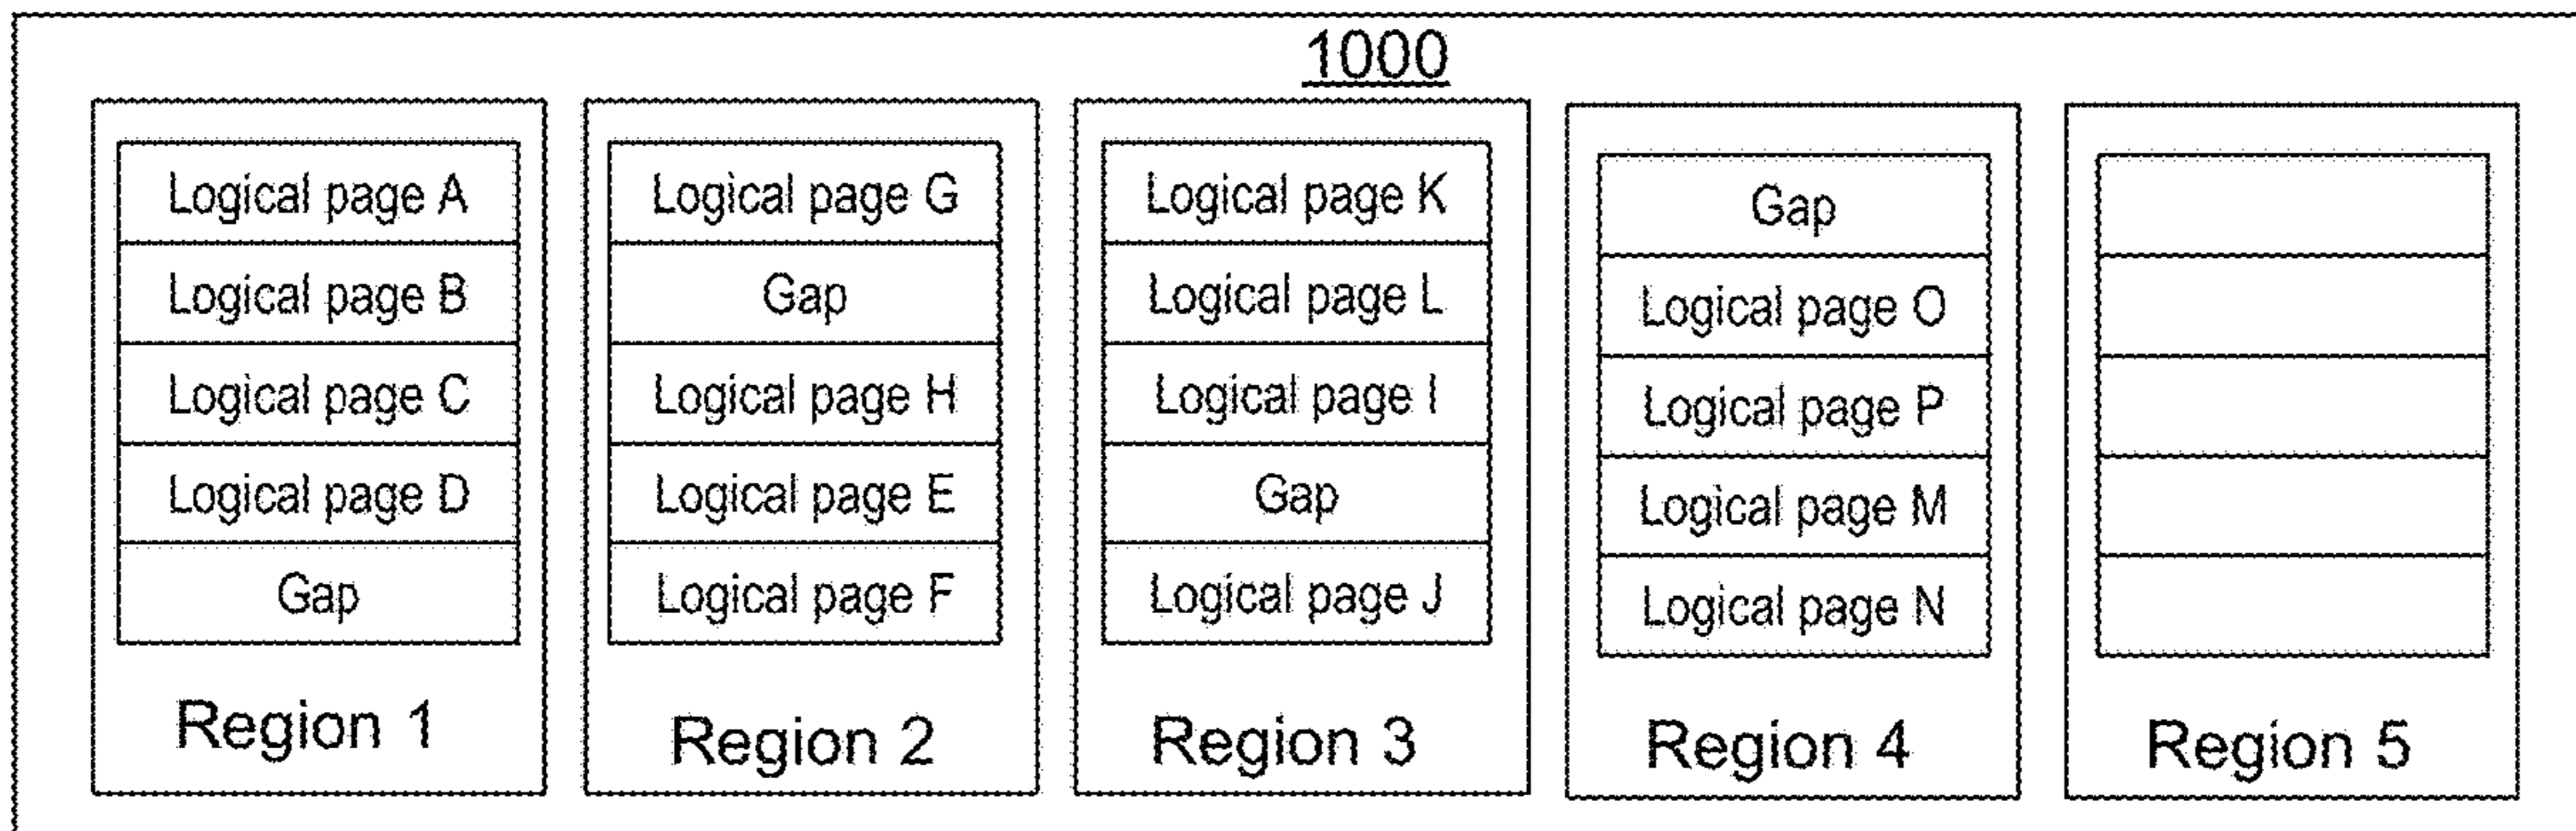 1000
Logical page A
Logical page B
Logical page C
Logical page D
Gap
Region 1
Logical page G
Gap
Logical page H
Logical page E
Logical page F
Region 2
Logical page K
Logical page L
Logical page I
Gap
Logical page J
Region 3
Gap
Logical page O
Logical page P
Logical page M
Logical page N
Region 4
Region 5